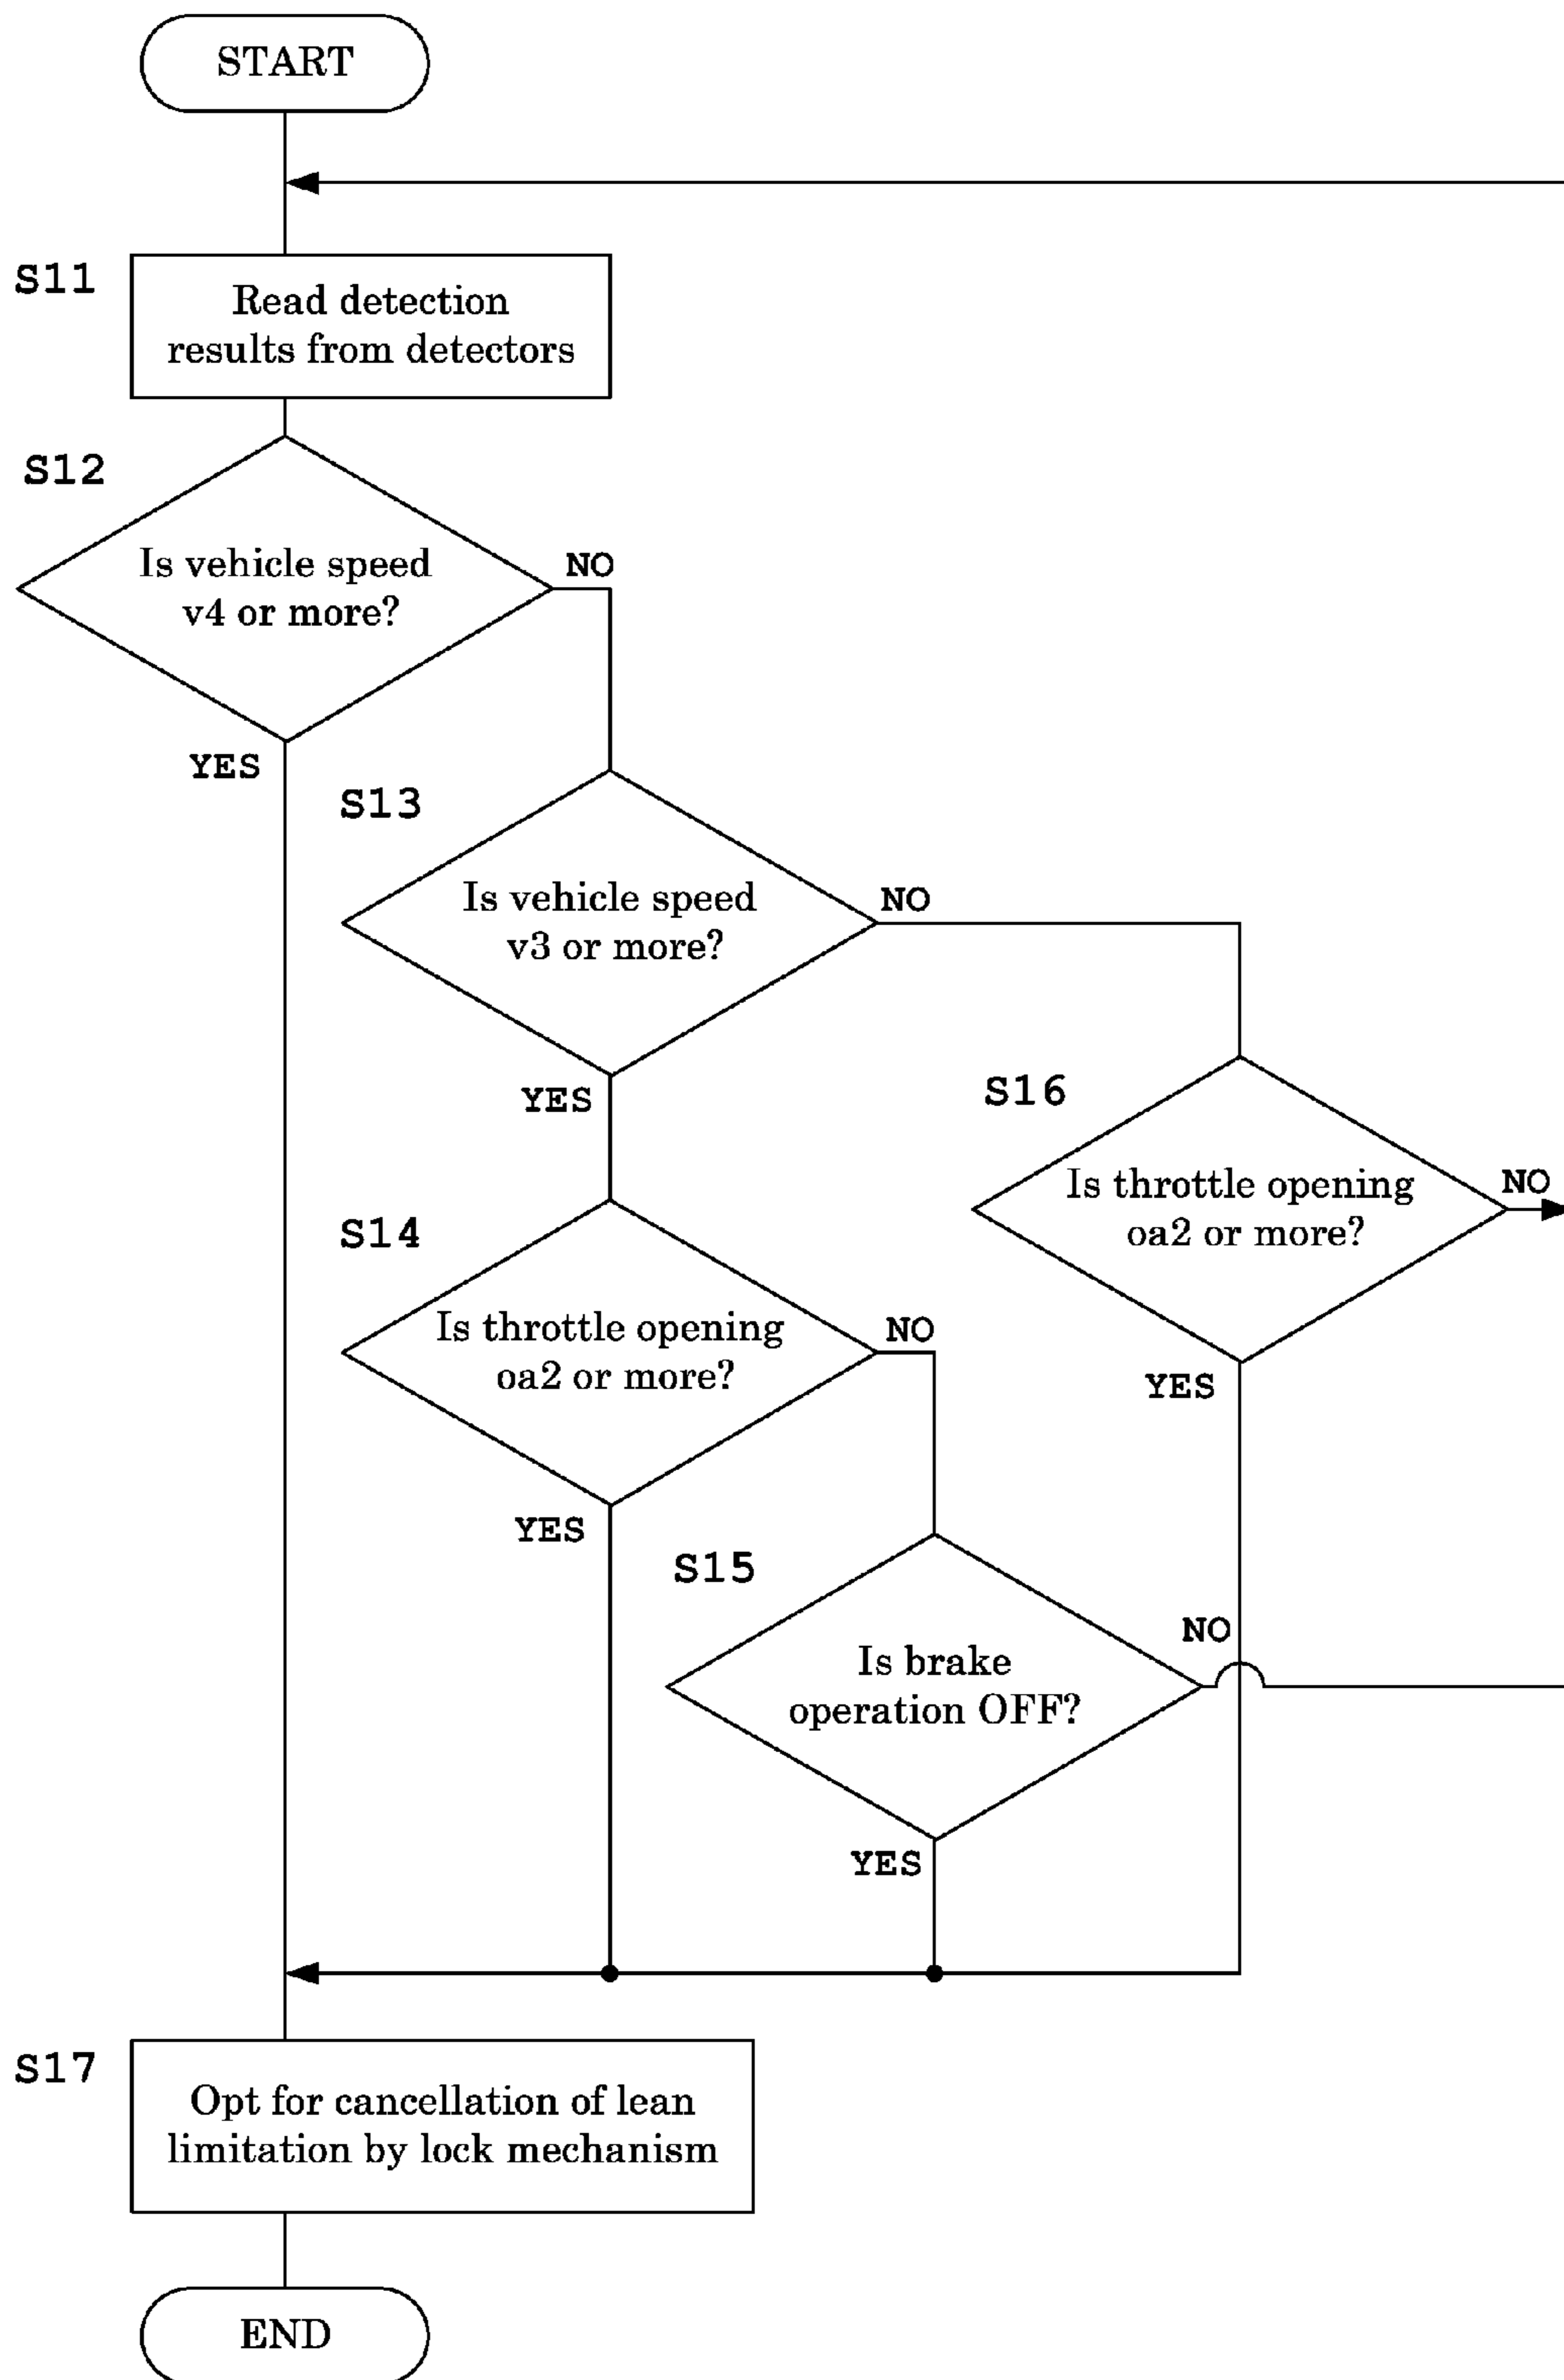 START
S11
Read detection
results from detectors
S12
Is vehicle speed
v4 or more?
NO
YES
S13
Is vehicle speed
v3 or more?
NO
YES
S16
Is throttle opening
oa2 or more?
NO
YES
S14
Is throttle opening
oa2 or more?
NO
YES
S15
Is brake
operation OFF?
NO
YES
S17
Opt for cancellation of lean
limitation by lock mechanism
END